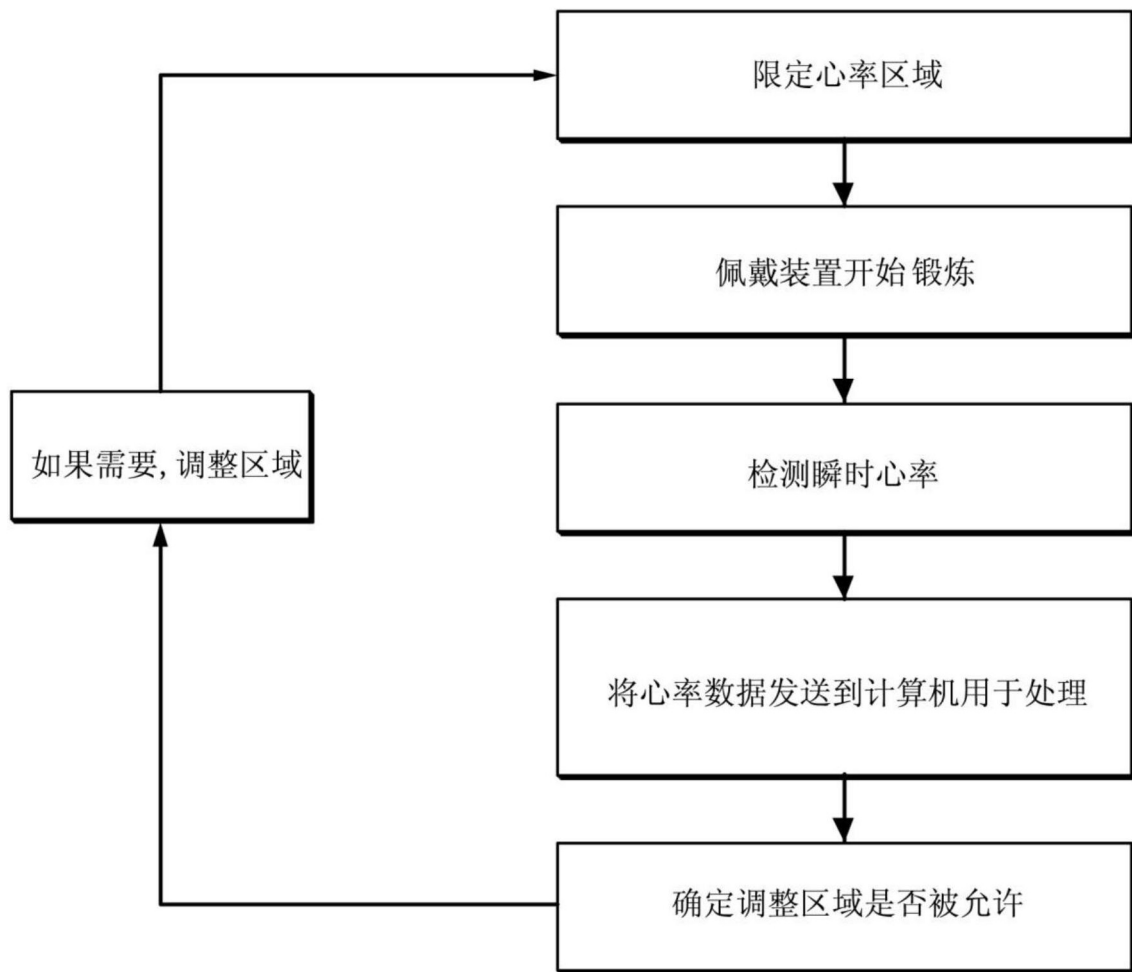 限定心率区域
佩戴装置开始锻炼
检测瞬时心率
如果需要,调整区域
将心率数据发送到计算机用于处理
确定调整区域是否被允许